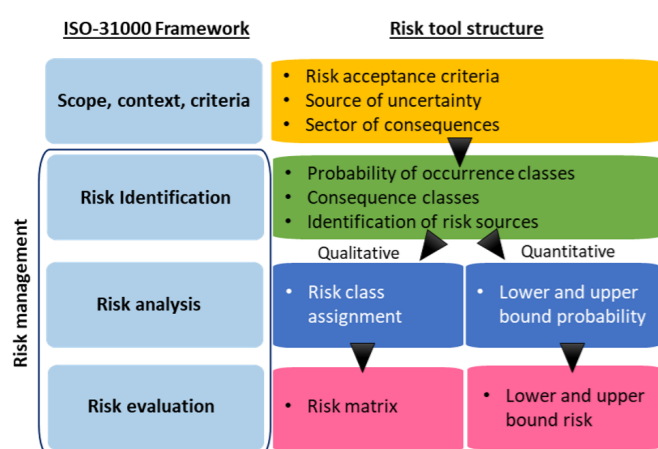 ISO-31000 Framework
Risk tool structure
Scope, context, criteria
• Risk acceptance criteria
• Source of uncertainty
• Sector of consequences
Risk management
Risk Identification
• Probability of occurrence classes
• Consequence classes
• Identification of risk sources
Qualitative
Quantitative
Risk analysis
• Risk class
assignment
• Lower and upper
bound probability
Risk evaluation
• Risk matrix
• Lower and upper
bound risk